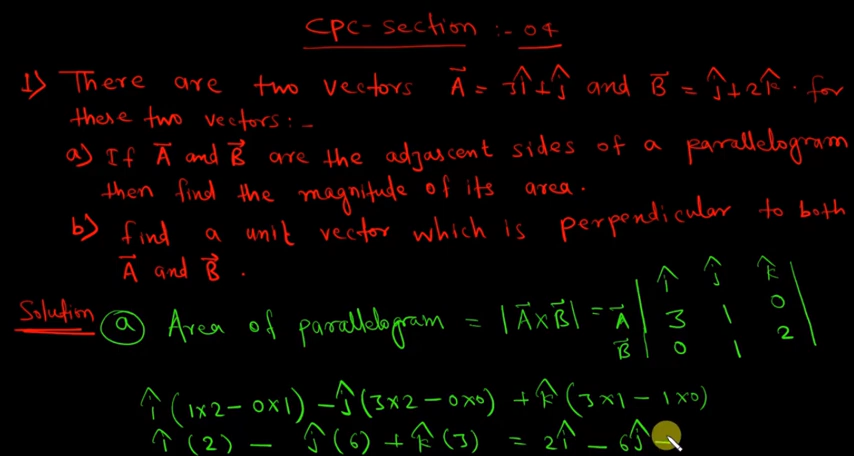 CPC-section :- 04
1) There are two vectors A⃗ = 3î+ĵ and B⃗ = ĵ+2k̂. for
these two vectors:-
a) If A⃗ and B⃗ are the adjascent sides of a parallelogram
then find the magnitude of its area.
b) find a unit vector which is perpendicular to both
A⃗ and B⃗.
Solution a) Area of parallelogram = |A⃗×B⃗| =
î ĵ k̂
A⃗ 3 1 0
B⃗ 0 1 2
î(1×2-0×1)-ĵ(3×2-0×0)+k̂(3×1-1×0)
î(2)-ĵ(6)+k̂(3) = 2î-6ĵ